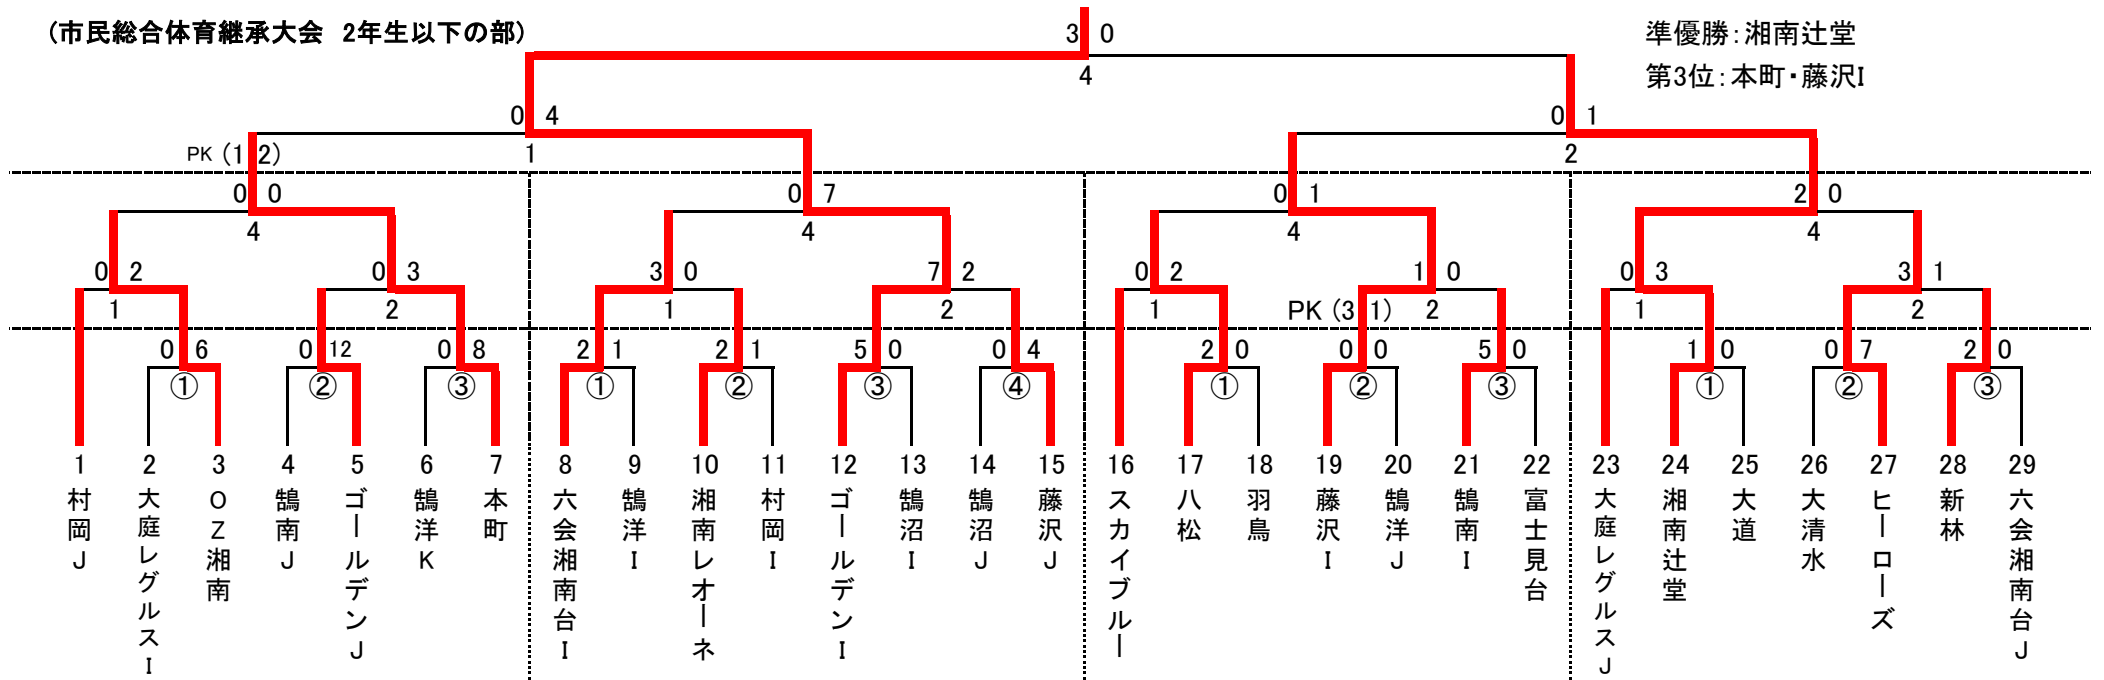 (市民総合体育継承大会 2年生以下の部)
準優勝:湘南辻堂
第3位:本町・藤沢I
3 0
4
0 4
1
0 1
2
PK (1 2)
0 0
4
0 7
4
0 1
4
2 0
4
0 2
1
0 3
2
3 0
1
7 2
2
0 2
1
PK (3 1)
1 0
2
0 3
1
3 1
2
0 6
①
0 12
②
0 8
③
2 1
①
2 1
②
5 0
③
0 4
④
2 0
①
0 0
②
5 0
③
1 0
①
0 7
②
2 0
③
1 村岡J
2 大庭レグルスI
3 OZ湘南
4 鵠南J
5 ゴールデンJ
6 鵠洋K
7 本町
8 六会湘南台I
9 鵠洋I
10 湘南レオーネ
11 村岡I
12 ゴールデンI
13 鵠沼I
14 鵠沼J
15 藤沢J
16 スカイブルー
17 八松
18 羽鳥
19 藤沢I
20 鵠洋J
21 鵠南I
22 富士見台
23 大庭レグルスJ
24 湘南辻堂
25 大道
26 大清水
27 ヒーローズ
28 新林
29 六会湘南台J